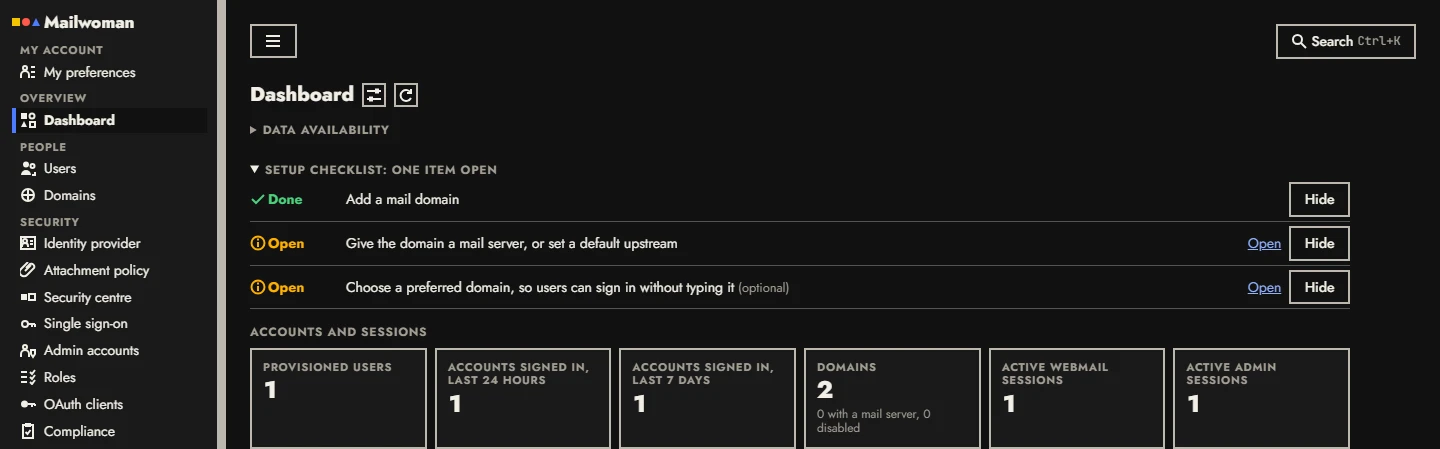 Mailwoman
MY ACCOUNT
My preferences
OVERVIEW
Dashboard
PEOPLE
Users
Domains
SECURITY
Identity provider
Attachment policy
Security centre
Single sign-on
Admin accounts
Roles
OAuth clients
Compliance
Search Ctrl+K
Dashboard
DATA AVAILABILITY
SETUP CHECKLIST: ONE ITEM OPEN
Done Add a mail domain Hide
Open Give the domain a mail server, or set a default upstream Open Hide
Open Choose a preferred domain, so users can sign in without typing it (optional) Open Hide
ACCOUNTS AND SESSIONS
PROVISIONED USERS
1
ACCOUNTS SIGNED IN,
LAST 24 HOURS
1
ACCOUNTS SIGNED IN,
LAST 7 DAYS
1
DOMAINS
2
0 with a mail server, 0
disabled
ACTIVE WEBMAIL
SESSIONS
1
ACTIVE ADMIN
SESSIONS
1